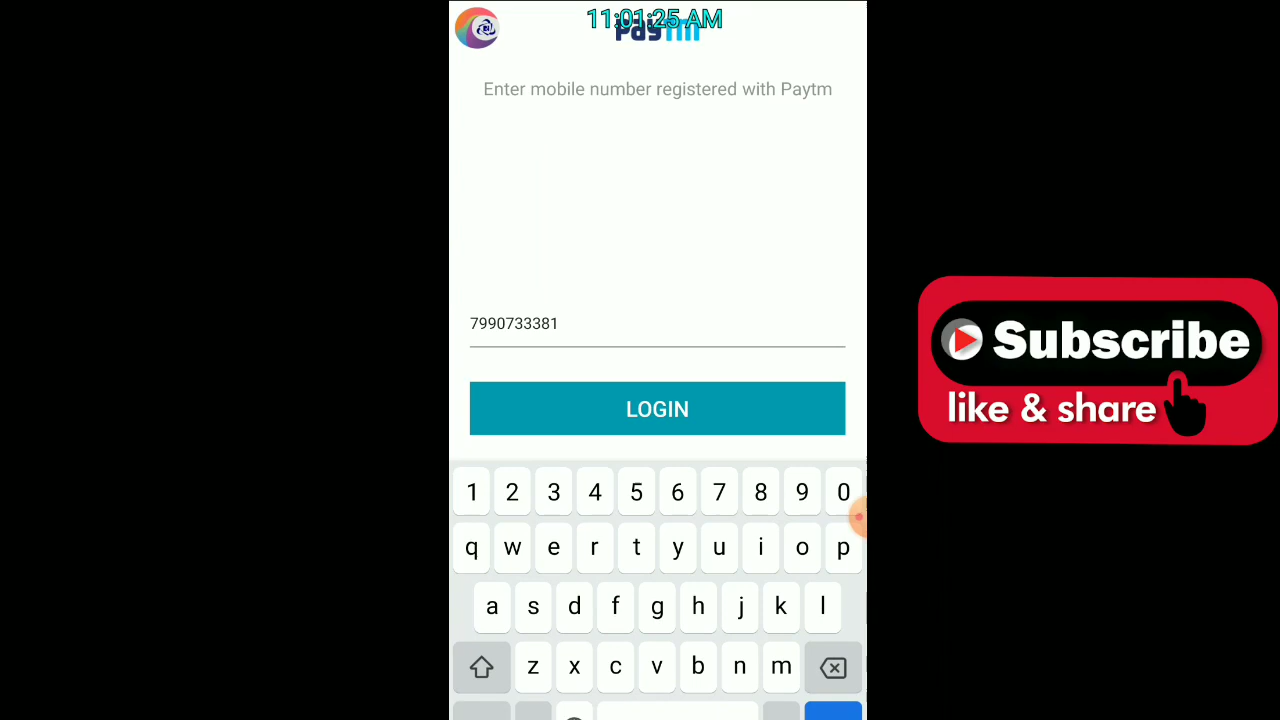 11:01:25 AM
Paytm
Enter mobile number registered with Paytm
7990733381
LOGIN
1 2 3 4 5 6 7 8 9 0
q w e r t y u i o p
a s d f g h j k l
z x c v b n m
Subscribe
like & share